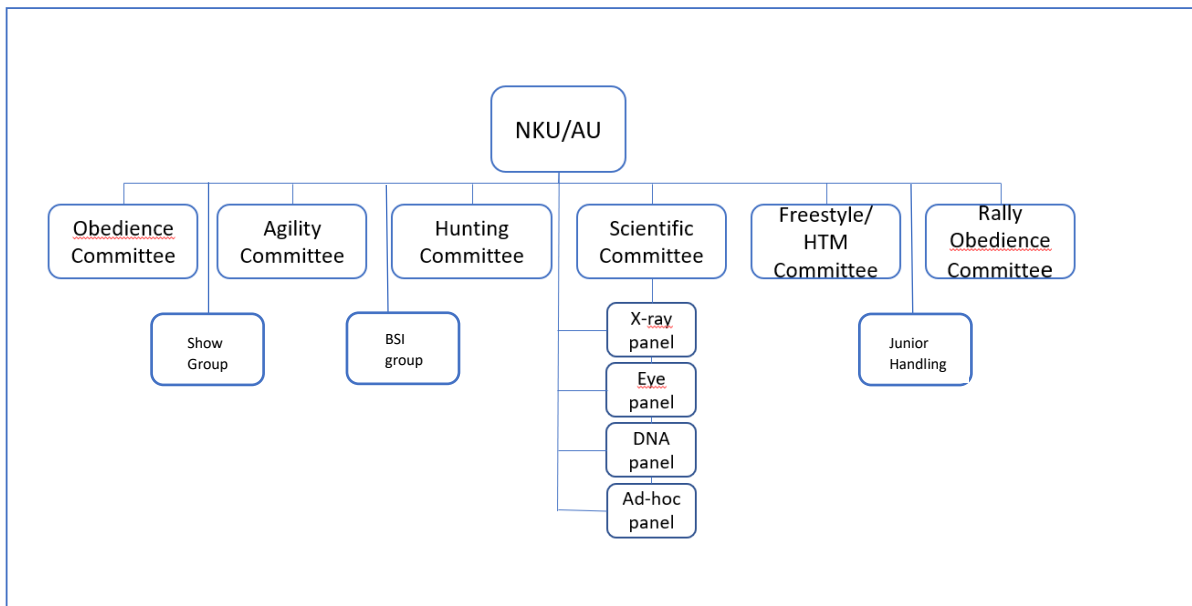 NKU/AU
Obedience
Committee
Agility
Committee
Hunting
Committee
Scientific
Committee
Freestyle/
HTM
Committee
Rally
Obedience
Committee
Show
Group
BSI
group
X-ray
panel
Eye
panel
DNA
panel
Ad-hoc
panel
Junior
Handling